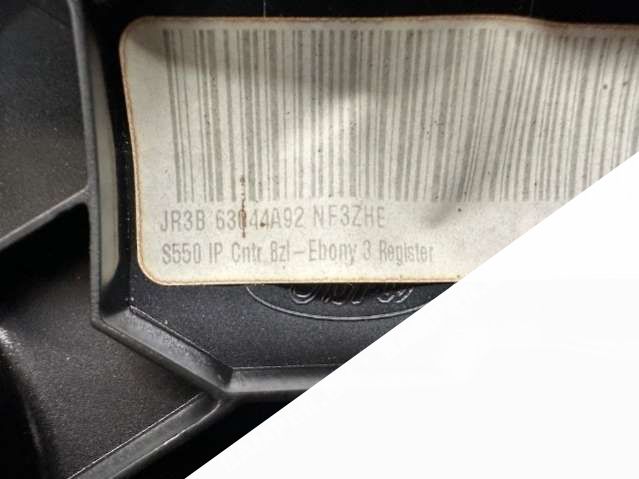 JR3B 63044A92 NF3ZHE
S550 IP Cntr Bzl-Ebony 3 Register